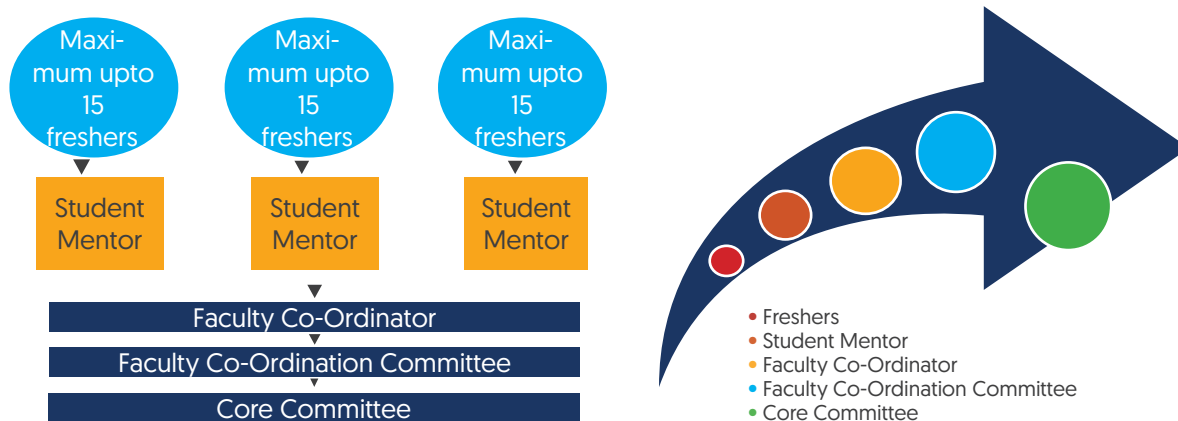 Maxi-
mum upto
15
freshers
Maxi-
mum upto
15
freshers
Maxi-
mum upto
15
freshers
Student
Mentor
Student
Mentor
Student
Mentor
Faculty Co-Ordinator
Faculty Co-Ordination Committee
Core Committee
Freshers
Student Mentor
Faculty Co-Ordinator
Faculty Co-Ordination Committee
Core Committee